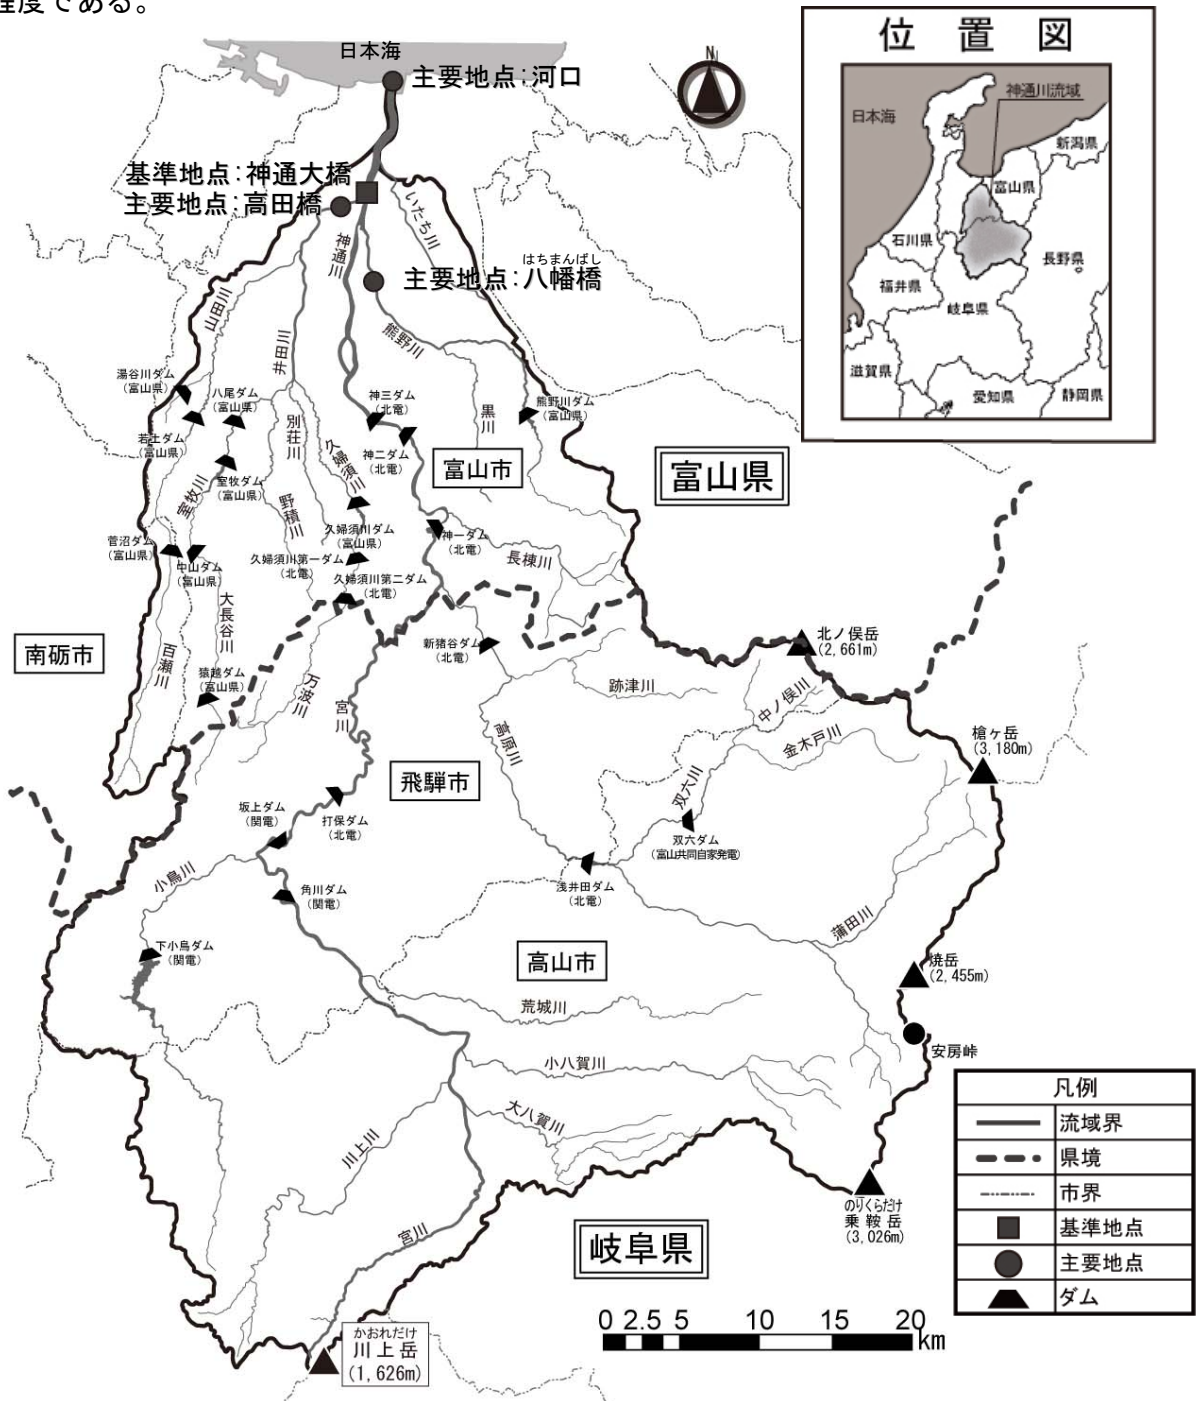 程度である。
日本海
主要地点：河口
N
基準地点：神通大橋
主要地点：高田橋
いたち川
神通川
はちまんばし
主要地点：八幡橋
山田川
井田川
熊野川
湯谷川ダム
（富山県）
八尾ダム
（富山県）
神三ダム
（北電）
熊野川ダム
（富山県）
若土ダム
（富山県）
別荘川
久婦須川
神二ダム
（北電）
黒川
富山市
富山県
室牧川
室牧ダム
（富山県）
野積川
菅沼ダム
（富山県）
中山ダム
（富山県）
久婦須川ダム
（富山県）
久婦須川第一ダム
（北電）
久婦須川第二ダム
（北電）
神一ダム
（北電）
長棟川
大長谷川
南砺市
百瀬川
猿越ダム
（富山県）
万波川
宮川
新猪谷ダム
（北電）
跡津川
北ノ俣岳
（2,661m）
中ノ俣川
金木戸川
槍ヶ岳
（3,180m）
高原川
飛騨市
双六川
坂上ダム
（関電）
打保ダム
（北電）
双六ダム
（富山共同自家発電）
小鳥川
角川ダム
（関電）
浅井田ダム
（北電）
蒲田川
下小鳥ダム
（関電）
高山市
焼岳
（2,455m）
荒城川
安房峠
小八賀川
大八賀川
川上川
宮川
のりくらだけ
乗鞍岳
（3,026m）
岐阜県
かおれだけ
川上岳
（1,626m）
0 2.5 5 10 15 20
km
位置図
日本海
神通川流域
新潟県
富山県
石川県
長野県
福井県
岐阜県
滋賀県
愛知県
静岡県
凡例
流域界
県境
市界
基準地点
主要地点
ダム